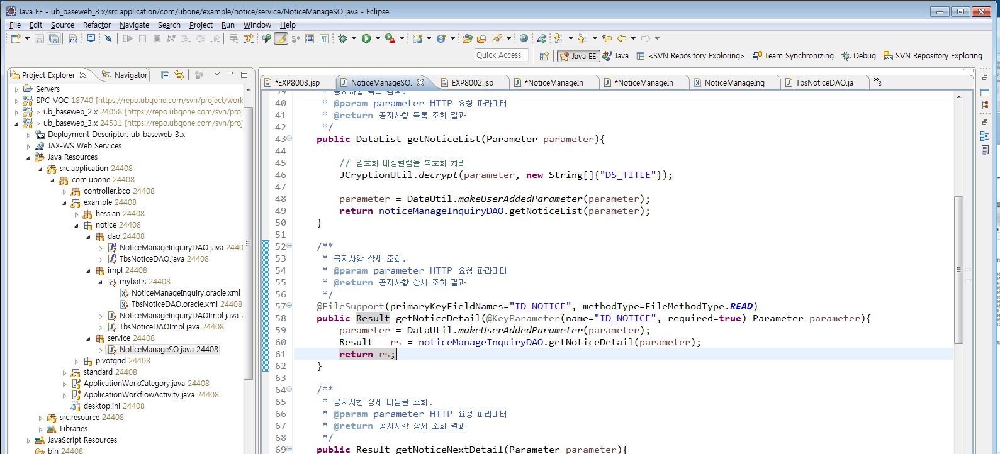 Java EE - ub_baseweb_3.x/src.application/com/ubone/example/notice/service/NoticeManageSO.java - Eclipse
File Edit Source Refactor Navigate Search Project Run Window Help
Quick Access
Java EE Java <SVN Repository Exploring> Team Synchronizing Debug SVN Repository Exploring
Project Explorer Navigator
Servers
SPC_VOC 18740 [https://repo.ubqone.com/svn/project/work
> ub_baseweb_2.x 24058 [https://repo.ubqone.com/svn/proj
> ub_baseweb_3.x 24531 [https://repo.ubqone.com/svn/proj
Deployment Descriptor: ub_baseweb_3.x
JAX-WS Web Services
Java Resources
src.application 24408
com.ubone 24408
controller.bco 24408
example 24408
hessian 24408
notice 24408
dao 24408
NoticeManageInquiryDAO.java 2440
TbsNoticeDAO.java 24408
impl 24408
mybatis 24408
NoticeManageInquiry.oracle.xml
TbsNoticeDAO.oracle.xml 24408
NoticeManageInquiryDAOImpl.java 2
TbsNoticeDAOImpl.java 24408
service 24408
NoticeManageSO.java 24408
pivotgrid 24408
standard 24408
ApplicationWorkCategory.java 24408
ApplicationWorkflowActivity.java 24408
desktop.ini 24408
src.resource 24408
Libraries
JavaScript Resources
bin 24408
*EXP8003.jsp NoticeManageSO. EXP8002.jsp *NoticeManageIn *NoticeManageIn NoticeManageInq TbsNoticeDAO.ja »3
39 * 공지사항 목록 검색.
40 * @param parameter HTTP 요청 파라미터
41 * @return 공지사항 목록 조회 결과
42 */
43 public DataList getNoticeList(Parameter parameter){
44
45 // 암호화 대상컬럼을 복호화 처리
46 JCryptionUtil.decrypt(parameter, new String[]{"DS_TITLE"});
47
48 parameter = DataUtil.makeUserAddedParameter(parameter);
49 return noticeManageInquiryDAO.getNoticeList(parameter);
50 }
51
52 /**
53 * 공지사항 상세 조회.
54 * @param parameter HTTP 요청 파라미터
55 * @return 공지사항 상세 조회 결과
56 */
57 @FileSupport(primaryKeyFieldNames="ID_NOTICE", methodType=FileMethodType.READ)
58 public Result getNoticeDetail(@KeyParameter(name="ID_NOTICE", required=true) Parameter parameter){
59 parameter = DataUtil.makeUserAddedParameter(parameter);
60 Result rs = noticeManageInquiryDAO.getNoticeDetail(parameter);
61 return rs;
62 }
63
64 /**
65 * 공지사항 상세 다음글 조회.
66 * @param parameter HTTP 요청 파라미터
67 * @return 공지사항 상세 조회 결과
68 */
69 public Result getNoticeNextDetail(Parameter parameter){